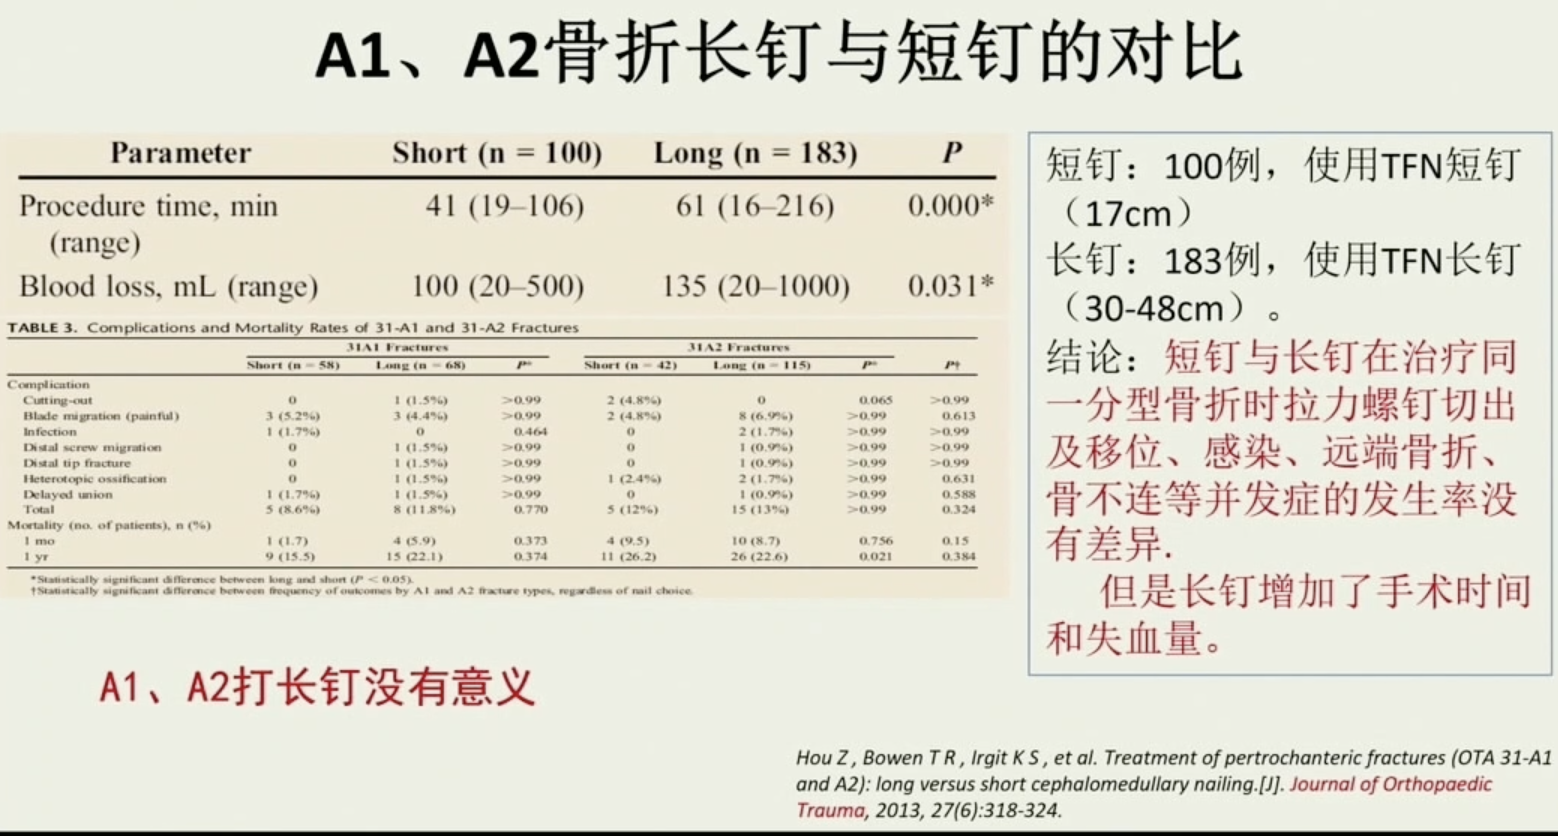 A1、A2骨折长钉与短钉的对比
Parameter Short (n = 100) Long (n = 183) P
Procedure time, min 41 (19–106) 61 (16–216) 0.000*
(range)
Blood loss, mL (range) 100 (20–500) 135 (20–1000) 0.031*
TABLE 3. Complications and Mortality Rates of 31-A1 and 31-A2 Fractures
31A1 Fractures 31A2 Fractures
Short (n = 58) Long (n = 68) P* Short (n = 42) Long (n = 115) P* P†
Complication
Cutting-out 0 1 (1.5%) >0.99 2 (4.8%) 0 0.065 >0.99
Blade migration (painful) 3 (5.2%) 3 (4.4%) >0.99 2 (4.8%) 8 (6.9%) >0.99 0.613
Infection 1 (1.7%) 0 0.464 0 2 (1.7%) >0.99 >0.99
Distal screw migration 0 1 (1.5%) >0.99 0 1 (0.9%) >0.99 >0.99
Distal tip fracture 0 1 (1.5%) >0.99 0 1 (0.9%) >0.99 >0.99
Heterotopic ossification 0 1 (1.5%) >0.99 1 (2.4%) 2 (1.7%) >0.99 0.631
Delayed union 1 (1.7%) 1 (1.5%) >0.99 0 1 (0.9%) >0.99 0.588
Total 5 (8.6%) 8 (11.8%) 0.770 5 (12%) 15 (13%) >0.99 0.324
Mortality (no. of patients), n (%)
1 mo 1 (1.7) 4 (5.9) 0.373 4 (9.5) 10 (8.7) 0.756 0.15
1 yr 9 (15.5) 15 (22.1) 0.374 11 (26.2) 26 (22.6) 0.021 0.384
*Statistically significant difference between long and short (P < 0.05).
†Statistically significant difference between frequency of outcomes by A1 and A2 fracture types, regardless of nail choice.
A1、A2打长钉没有意义
短钉：100例，使用TFN短钉
（17cm）
长钉：183例，使用TFN长钉
（30-48cm）。
结论：短钉与长钉在治疗同
一分型骨折时拉力螺钉切出
及移位、感染、远端骨折、
骨不连等并发症的发生率没
有差异.
但是长钉增加了手术时间
和失血量。
Hou Z , Bowen T R , Irgit K S , et al. Treatment of pertrochanteric fractures (OTA 31-A1
and A2): long versus short cephalomedullary nailing.[J]. Journal of Orthopaedic
Trauma, 2013, 27(6):318-324.